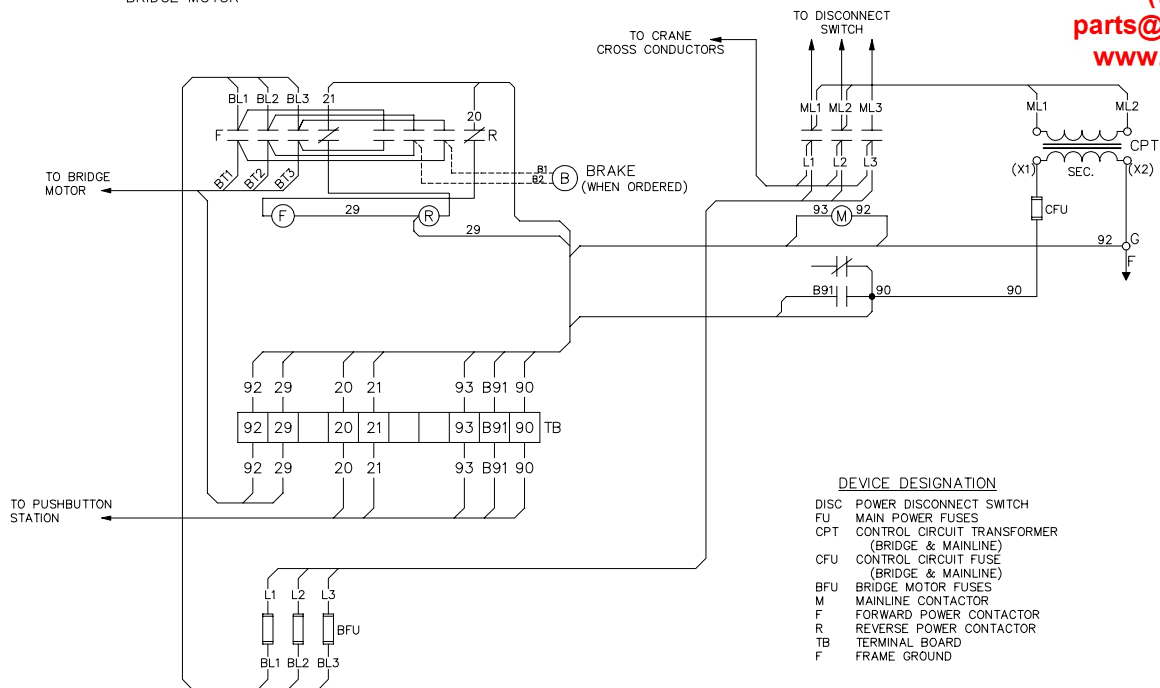 BRIDGE MOTOR
parts@
www.
TO DISCONNECT
SWITCH
TO CRANE
CROSS CONDUCTORS
BL1 BL2 BL3 21
20
F
R
ML1 ML2 ML3
ML1 ML2
CPT
(X1) SEC. (X2)
L1 L2 L3
BT1 BT2 BT3
TO BRIDGE
MOTOR
B1
B2
B
BRAKE
(WHEN ORDERED)
F 29 R
29
93 M 92
CFU
92 G
F
B91 90 90
92 29 20 21 93 B91 90
92 29 20 21 93 B91 90 TB
92 29 20 21 93 B91 90
TO PUSHBUTTON
STATION
L1 L2 L3
BFU
BL1 BL2 BL3
DEVICE DESIGNATION
DISC POWER DISCONNECT SWITCH
FU MAIN POWER FUSES
CPT CONTROL CIRCUIT TRANSFORMER
(BRIDGE & MAINLINE)
CFU CONTROL CIRCUIT FUSE
(BRIDGE & MAINLINE)
BFU BRIDGE MOTOR FUSES
M MAINLINE CONTACTOR
F FORWARD POWER CONTACTOR
R REVERSE POWER CONTACTOR
TB TERMINAL BOARD
F FRAME GROUND